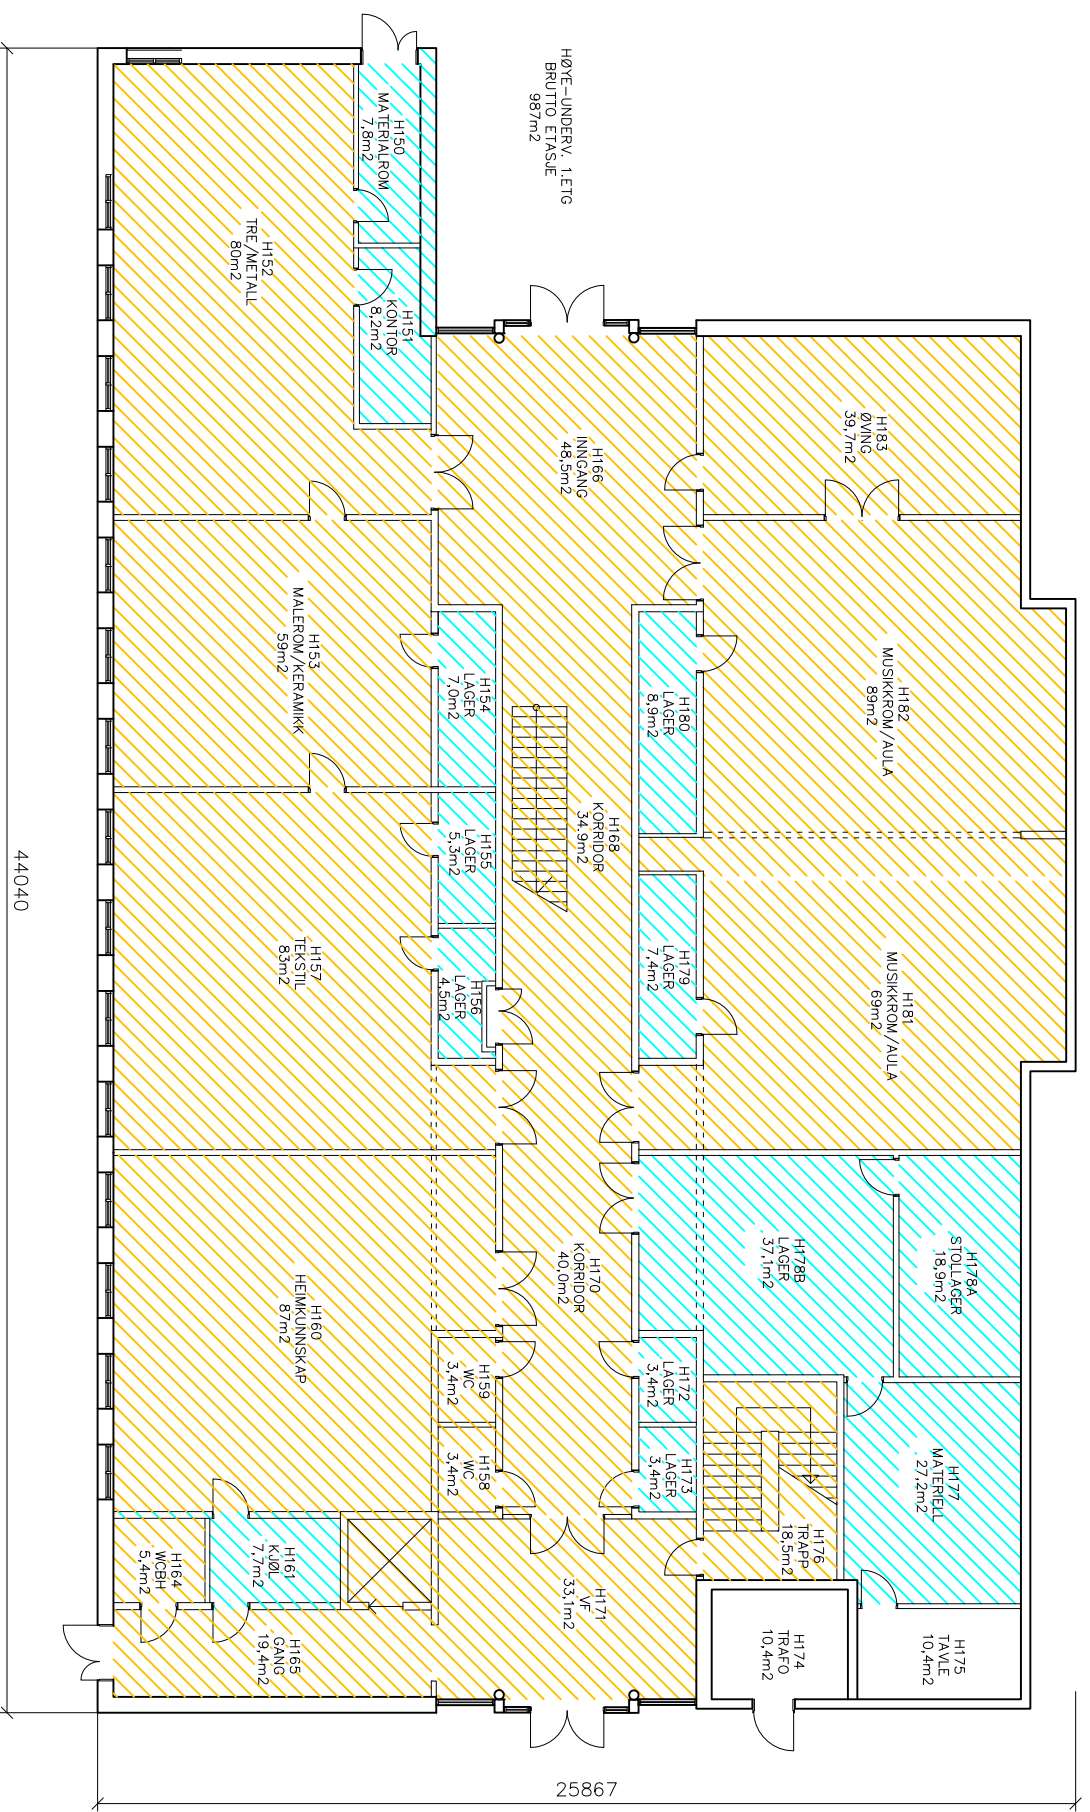 HØYE-UNDERV. 1.ETG
BRUTTO ETASJE
987m2
H150
MATERIALROM
7,8m2
H151
KONTOR
8,2m2
H152
TRE/METALL
80m2
H183
ØVING
39,7m2
H166
INNGANG
48,5m2
H182
MUSIKKROM/AULA
89m2
H180
LAGER
8,9m2
H154
LAGER
7,0m2
H153
MALEROM/KERAMIKK
59m2
H168
KORRIDOR
34,9m2
H155
LAGER
5,3m2
H181
MUSIKKROM/AULA
69m2
H179
LAGER
7,4m2
H156
LAGER
4,5m2
H157
TEKSTIL
83m2
H178A
STOLLAGER
18,9m2
H178B
LAGER
37,1m2
H170
KORRIDOR
40,0m2
H160
HEIMKUNNSKAP
87m2
H172
LAGER
3,4m2
H159
WC
3,4m2
H177
MATERIELL
27,2m2
H173
LAGER
3,4m2
H158
WC
3,4m2
H176
TRAPP
18,5m2
H161
KJØL
7,7m2
H164
WCBH
5,4m2
H171
VF
33,1m2
H175
TAVLE
10,4m2
H174
TRAFO
10,4m2
H165
GANG
19,4m2
44040
25867